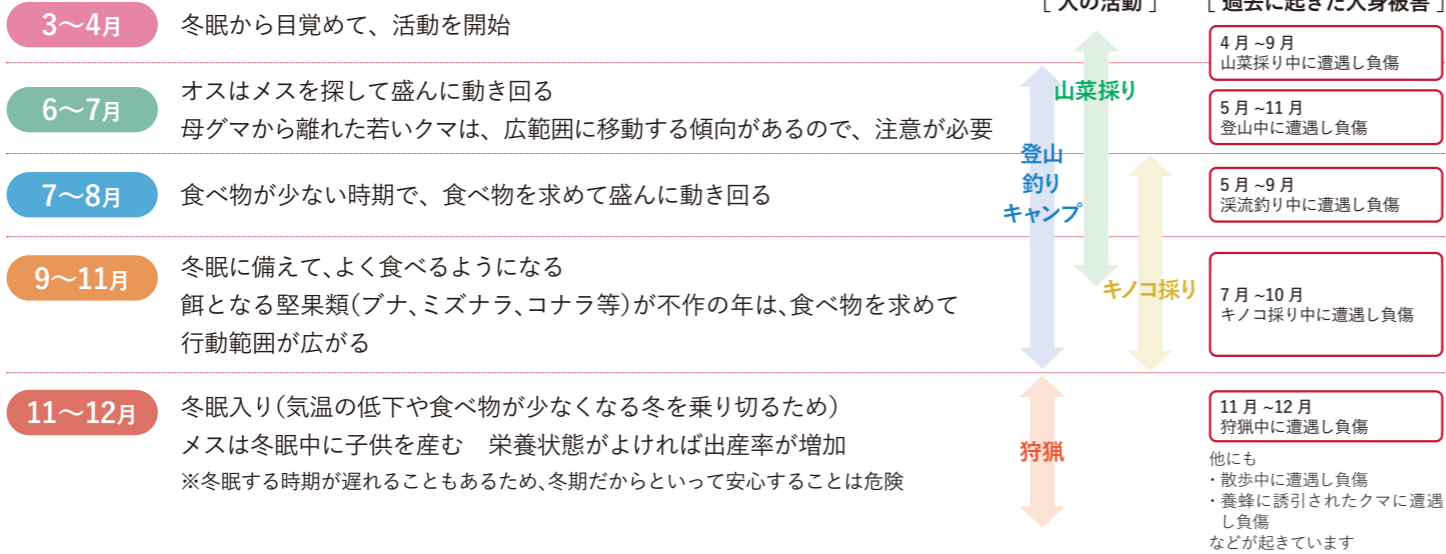 [ 人の活動 ]
[ 過去に起きた人身被害 ]
3〜4月
冬眠から目覚めて、活動を開始
6〜7月
オスはメスを探して盛んに動き回る
母グマから離れた若いクマは、広範囲に移動する傾向があるので、注意が必要
7〜8月
食べ物が少ない時期で、食べ物を求めて盛んに動き回る
9〜11月
冬眠に備えて、よく食べるようになる
餌となる堅果類(ブナ、ミズナラ、コナラ等)が不作の年は、食べ物を求めて
行動範囲が広がる
11〜12月
冬眠入り(気温の低下や食べ物が少なくなる冬を乗り切るため)
メスは冬眠中に子供を産む　栄養状態がよければ出産率が増加
※冬眠する時期が遅れることもあるため、冬期だからといって安心することは危険
山菜採り
登山
釣り
キャンプ
キノコ採り
狩猟
4月~9月
山菜採り中に遭遇し負傷
5月~11月
登山中に遭遇し負傷
5月~9月
渓流釣り中に遭遇し負傷
7月~10月
キノコ採り中に遭遇し負傷
11月~12月
狩猟中に遭遇し負傷
他にも
・散歩中に遭遇し負傷
・養蜂に誘引されたクマに遭遇
し負傷
などが起きています